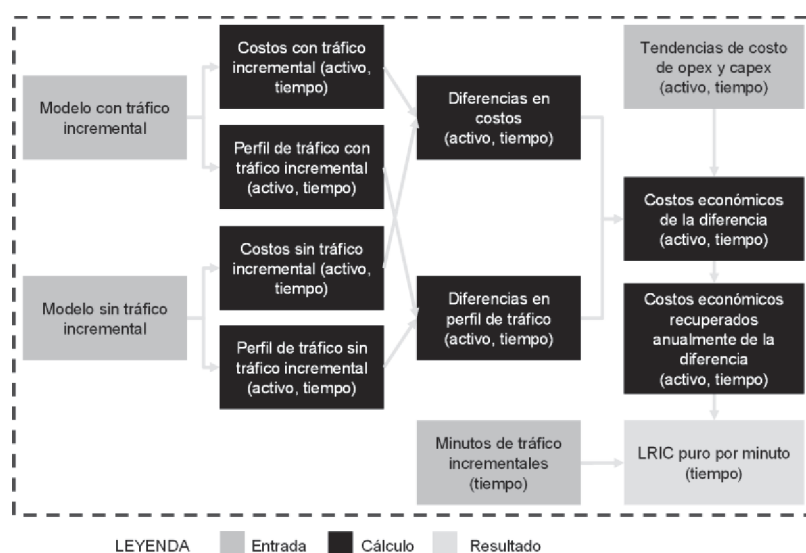 Modelo con tráfico
incremental
Costos con tráfico
incremental (activo,
tiempo)
Perfil de tráfico con
tráfico incremental
(activo, tiempo)
Modelo sin tráfico
incremental
Costos sin tráfico
incremental (activo,
tiempo)
Perfil de tráfico sin
tráfico incremental
(activo, tiempo)
Diferencias en
costos
(activo, tiempo)
Diferencias en
perfil de tráfico
(activo, tiempo)
Tendencias de costo
de opex y capex
(activo, tiempo)
Costos económicos
de la diferencia
(activo, tiempo)
Costos económicos
recuperados
anualmente de la
diferencia
(activo, tiempo)
Minutos de tráfico
incrementales
(tiempo)
LRIC puro por minuto
(tiempo)
LEYENDA Entrada Cálculo Resultado